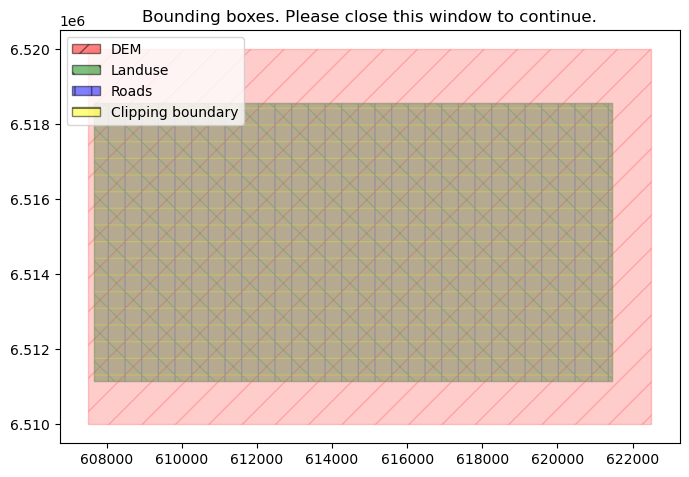 Bounding boxes. Please close this window to continue.
1e6
6.520
6.518
6.516
6.514
6.512
6.510
DEM
Landuse
Roads
Clipping boundary
608000 610000 612000 614000 616000 618000 620000 622000